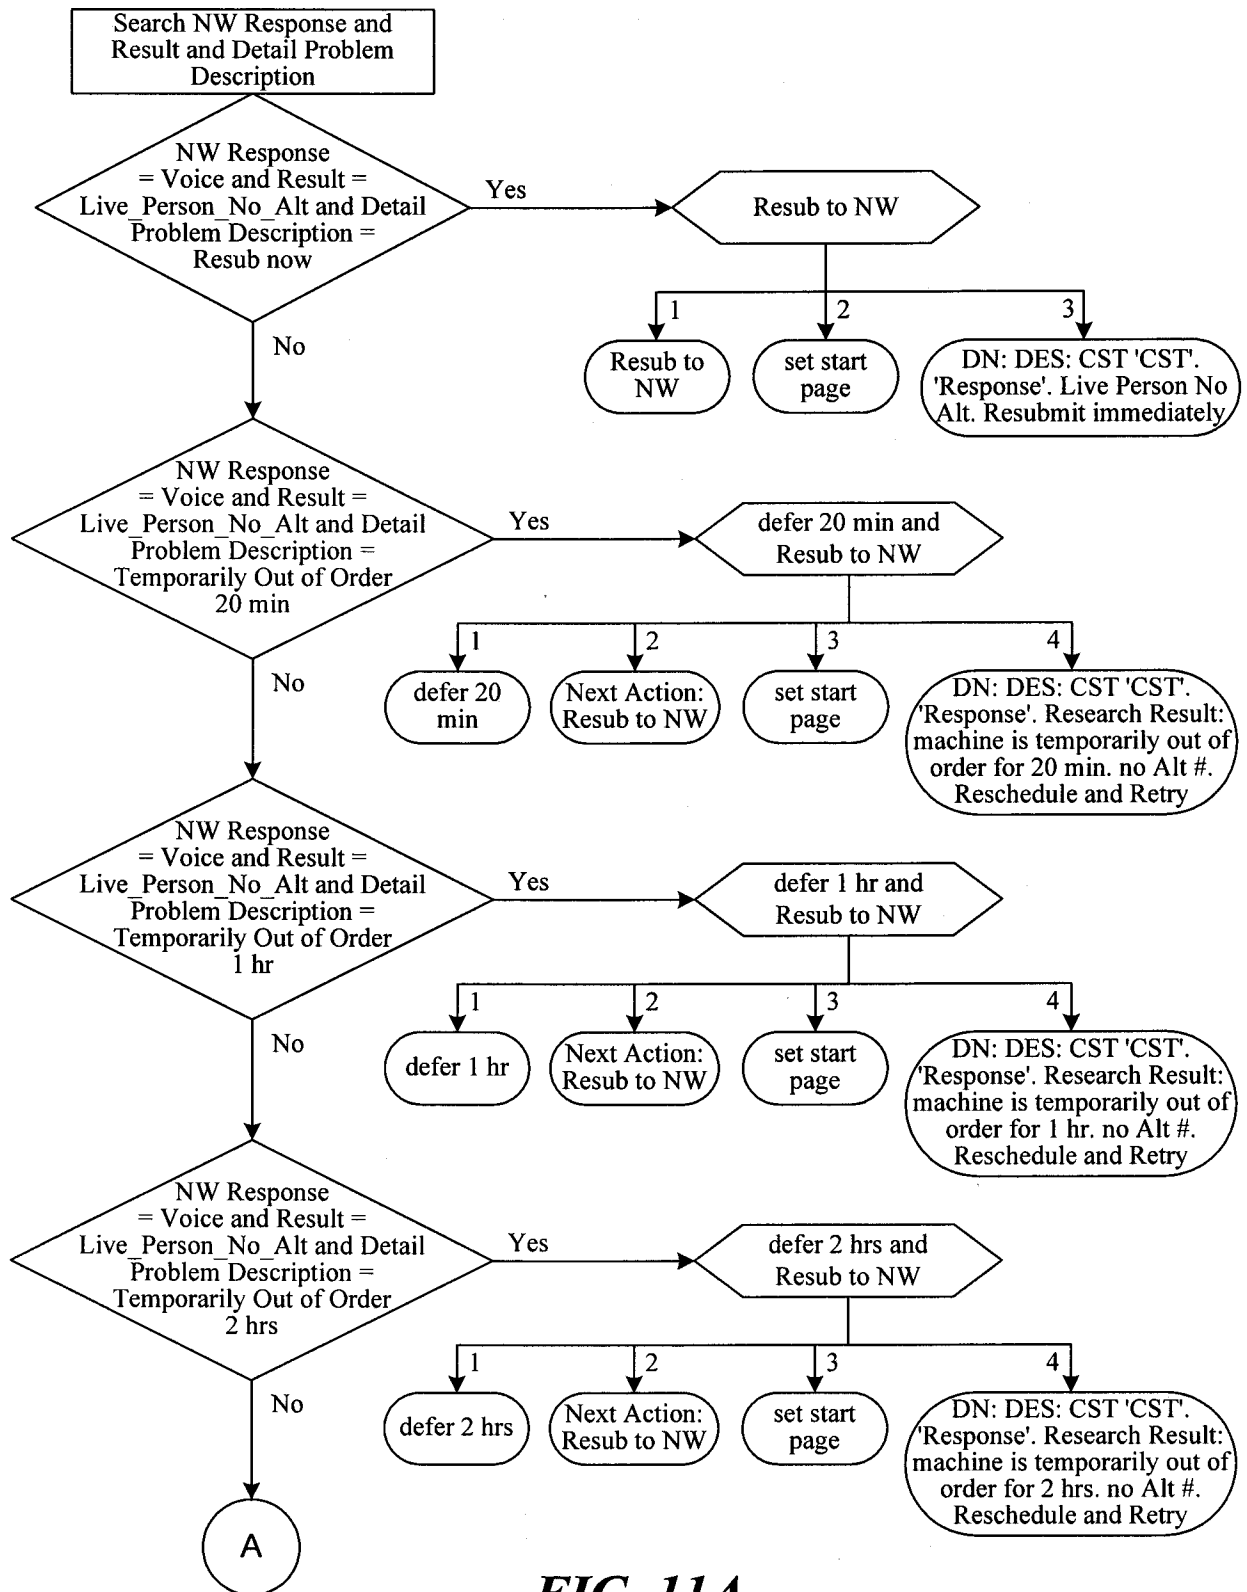 Search NW Response and
Result and Detail Problem
Description
NW Response
= Voice and Result =
Live_Person_No_Alt and Detail
Problem Description =
Resub now
Yes
Resub to NW
No
1
2
3
Resub to
NW
set start
page
DN: DES: CST 'CST'.
'Response'. Live Person No
Alt. Resubmit immediately
NW Response
= Voice and Result =
Live_Person_No_Alt and Detail
Problem Description =
Temporarily Out of Order
20 min
Yes
defer 20 min and
Resub to NW
No
1
2
3
4
defer 20
min
Next Action:
Resub to NW
set start
page
DN: DES: CST 'CST'.
'Response'. Research Result:
machine is temporarily out of
order for 20 min. no Alt #.
Reschedule and Retry
NW Response
= Voice and Result =
Live_Person_No_Alt and Detail
Problem Description =
Temporarily Out of Order
1 hr
Yes
defer 1 hr and
Resub to NW
No
1
2
3
4
defer 1 hr
Next Action:
Resub to NW
set start
page
DN: DES: CST 'CST'.
'Response'. Research Result:
machine is temporarily out of
order for 1 hr. no Alt #.
Reschedule and Retry
NW Response
= Voice and Result =
Live_Person_No_Alt and Detail
Problem Description =
Temporarily Out of Order
2 hrs
Yes
defer 2 hrs and
Resub to NW
No
1
2
3
4
defer 2 hrs
Next Action:
Resub to NW
set start
page
DN: DES: CST 'CST'.
'Response'. Research Result:
machine is temporarily out of
order for 2 hrs. no Alt #.
Reschedule and Retry
A
FIG. 11A